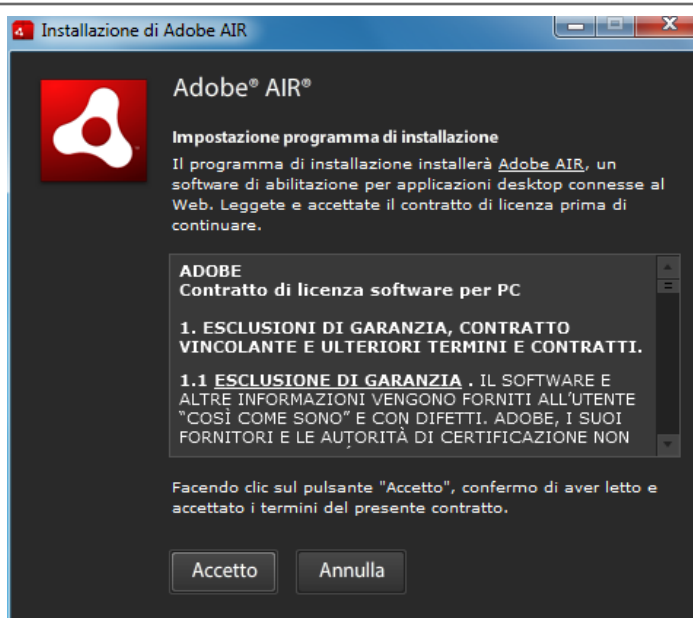 Installazione di Adobe AIR
Adobe® AIR®
Impostazione programma di installazione
Il programma di installazione installerà Adobe AIR, un
software di abilitazione per applicazioni desktop connesse al
Web. Leggete e accettate il contratto di licenza prima di
continuare.
ADOBE
Contratto di licenza software per PC
1. ESCLUSIONI DI GARANZIA, CONTRATTO
VINCOLANTE E ULTERIORI TERMINI E CONTRATTI.
1.1 ESCLUSIONE DI GARANZIA . IL SOFTWARE E
ALTRE INFORMAZIONI VENGONO FORNITI ALL’UTENTE
“COSÌ COME SONO” E CON DIFETTI. ADOBE, I SUOI
FORNITORI E LE AUTORITÀ DI CERTIFICAZIONE NON
Facendo clic sul pulsante "Accetto", confermo di aver letto e
accettato i termini del presente contratto.
Accetto
Annulla